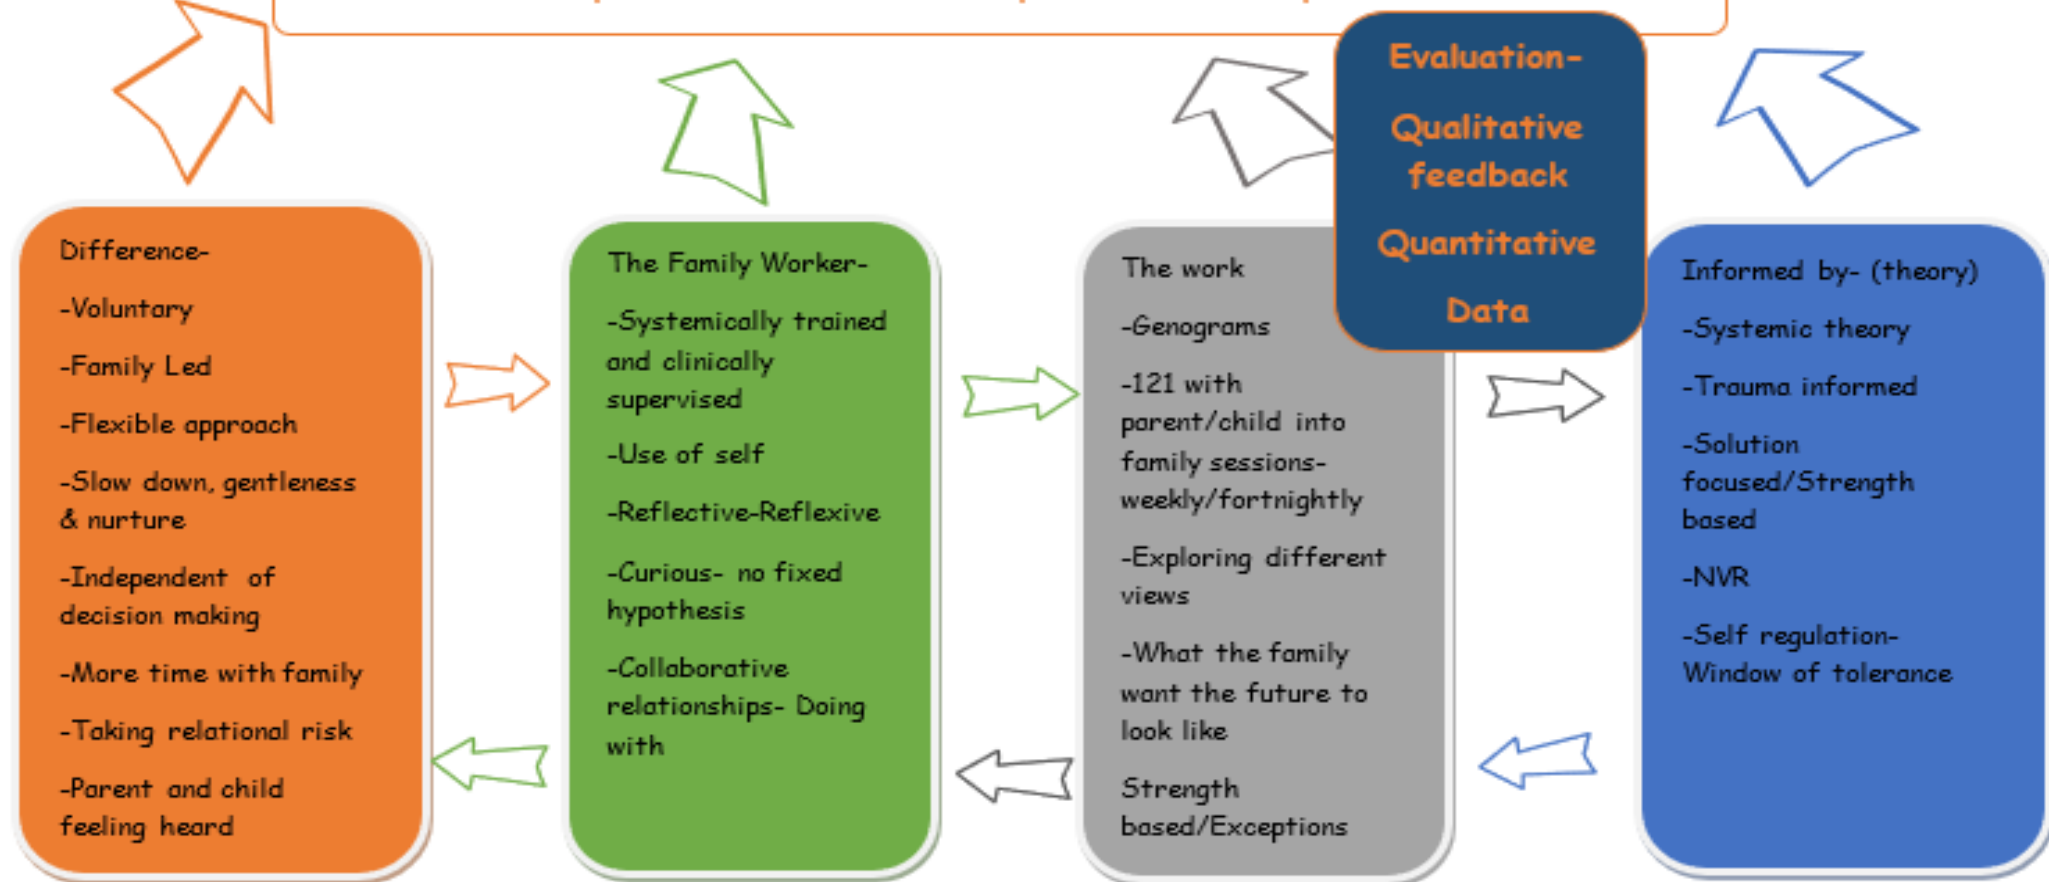 Evaluation-
Qualitative
feedback
Quantitative
Data
Difference-
-Voluntary
-Family Led
-Flexible approach
-Slow down, gentleness
& nurture
-Independent of
decision making
-More time with family
-Taking relational risk
-Parent and child
feeling heard
The Family Worker-
-Systemically trained
and clinically
supervised
-Use of self
-Reflective-Reflexive
-Curious- no fixed
hypothesis
-Collaborative
relationships- Doing
with
The work
-Genograms
-121 with
parent/child into
family sessions-
weekly/fortnightly
-Exploring different
views
-What the family
want the future to
look like
Strength
based/Exceptions
Informed by- (theory)
-Systemic theory
-Trauma informed
-Solution
focused/Strength
based
-NVR
-Self regulation-
Window of tolerance